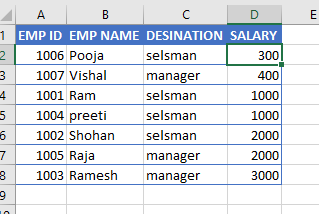 A B C D E
1 EMP ID EMP NAME DESINATION SALARY
2 1006 Pooja selsman 300
3 1007 Vishal manager 400
4 1001 Ram selsman 1000
5 1004 preeti selsman 1000
6 1002 Shohan selsman 2000
7 1005 Raja manager 2000
8 1003 Ramesh manager 3000
9